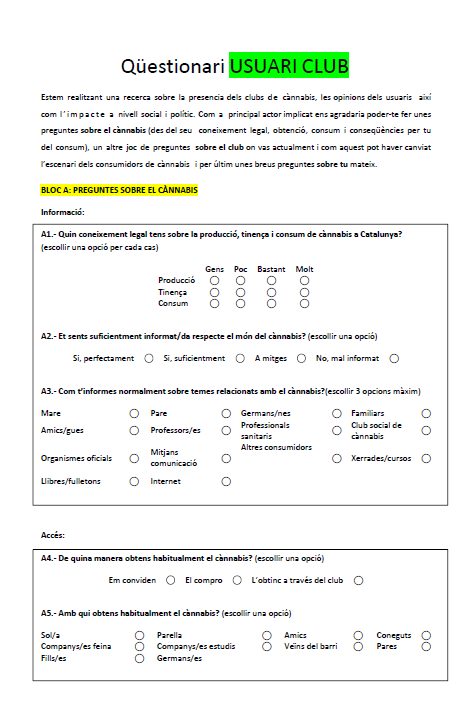 Qüestionari USUARI CLUB
Estem realitzant una recerca sobre la presencia dels clubs de cànnabis, les opinions dels usuaris així
com l'impacte a nivell social i polític. Com a principal actor implicat ens agradaria poder-te fer unes
preguntes sobre el cànnabis (des del seu coneixement legal, obtenció, consum i conseqüències per tu
del consum), un altre joc de preguntes sobre el club on vas actualment i com aquest pot haver canviat
l'escenari dels consumidors de cànnabis i per últim unes breus preguntes sobre tu mateix.
BLOC A: PREGUNTES SOBRE EL CÀNNABIS
Informació:
A1.- Quin coneixement legal tens sobre la producció, tinença i consum de cànnabis a Catalunya?
(escollir una opció per cada cas)
Gens Poc Bastant Molt
Producció
Tinença
Consum
A2.- Et sents suficientment informat/da respecte el món del cànnabis? (escollir una opció)
Si, perfectament Si, suficientment A mitges No, mal informat
A3.- Com t'informes normalment sobre temes relacionats amb el cànnabis?(escollir 3 opcions màxim)
Mare Pare Germans/nes Familiars
Amics/gues Professors/es Professionals sanitaris Club social de cànnabis
Organismes oficials Mitjans comunicació Altres consumidors Xerrades/cursos
Llibres/fulletons Internet
Accés:
A4.- De quina manera obtens habitualment el cànnabis? (escollir una opció)
Em conviden El compro L'obtinc a través del club
A5.- Amb qui obtens habitualment el cànnabis? (escollir una opció)
Sol/a Parella Amics Coneguts
Companys/es feina Companys/es estudis Veïns del barri Pares
Fills/es Germans/es